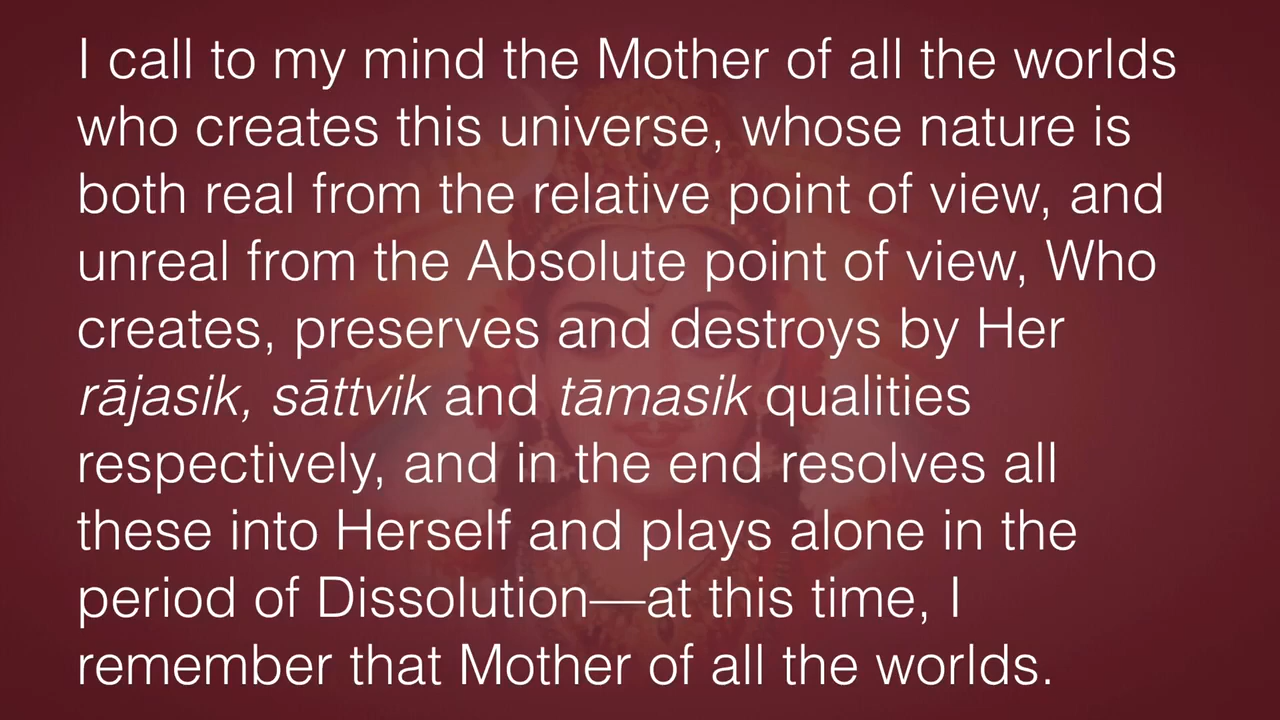 I call to my mind the Mother of all the worlds
who creates this universe, whose nature is
both real from the relative point of view, and
unreal from the Absolute point of view, Who
creates, preserves and destroys by Her
rājasik, sāttvik and tāmasik qualities
respectively, and in the end resolves all
these into Herself and plays alone in the
period of Dissolution—at this time, I
remember that Mother of all the worlds.